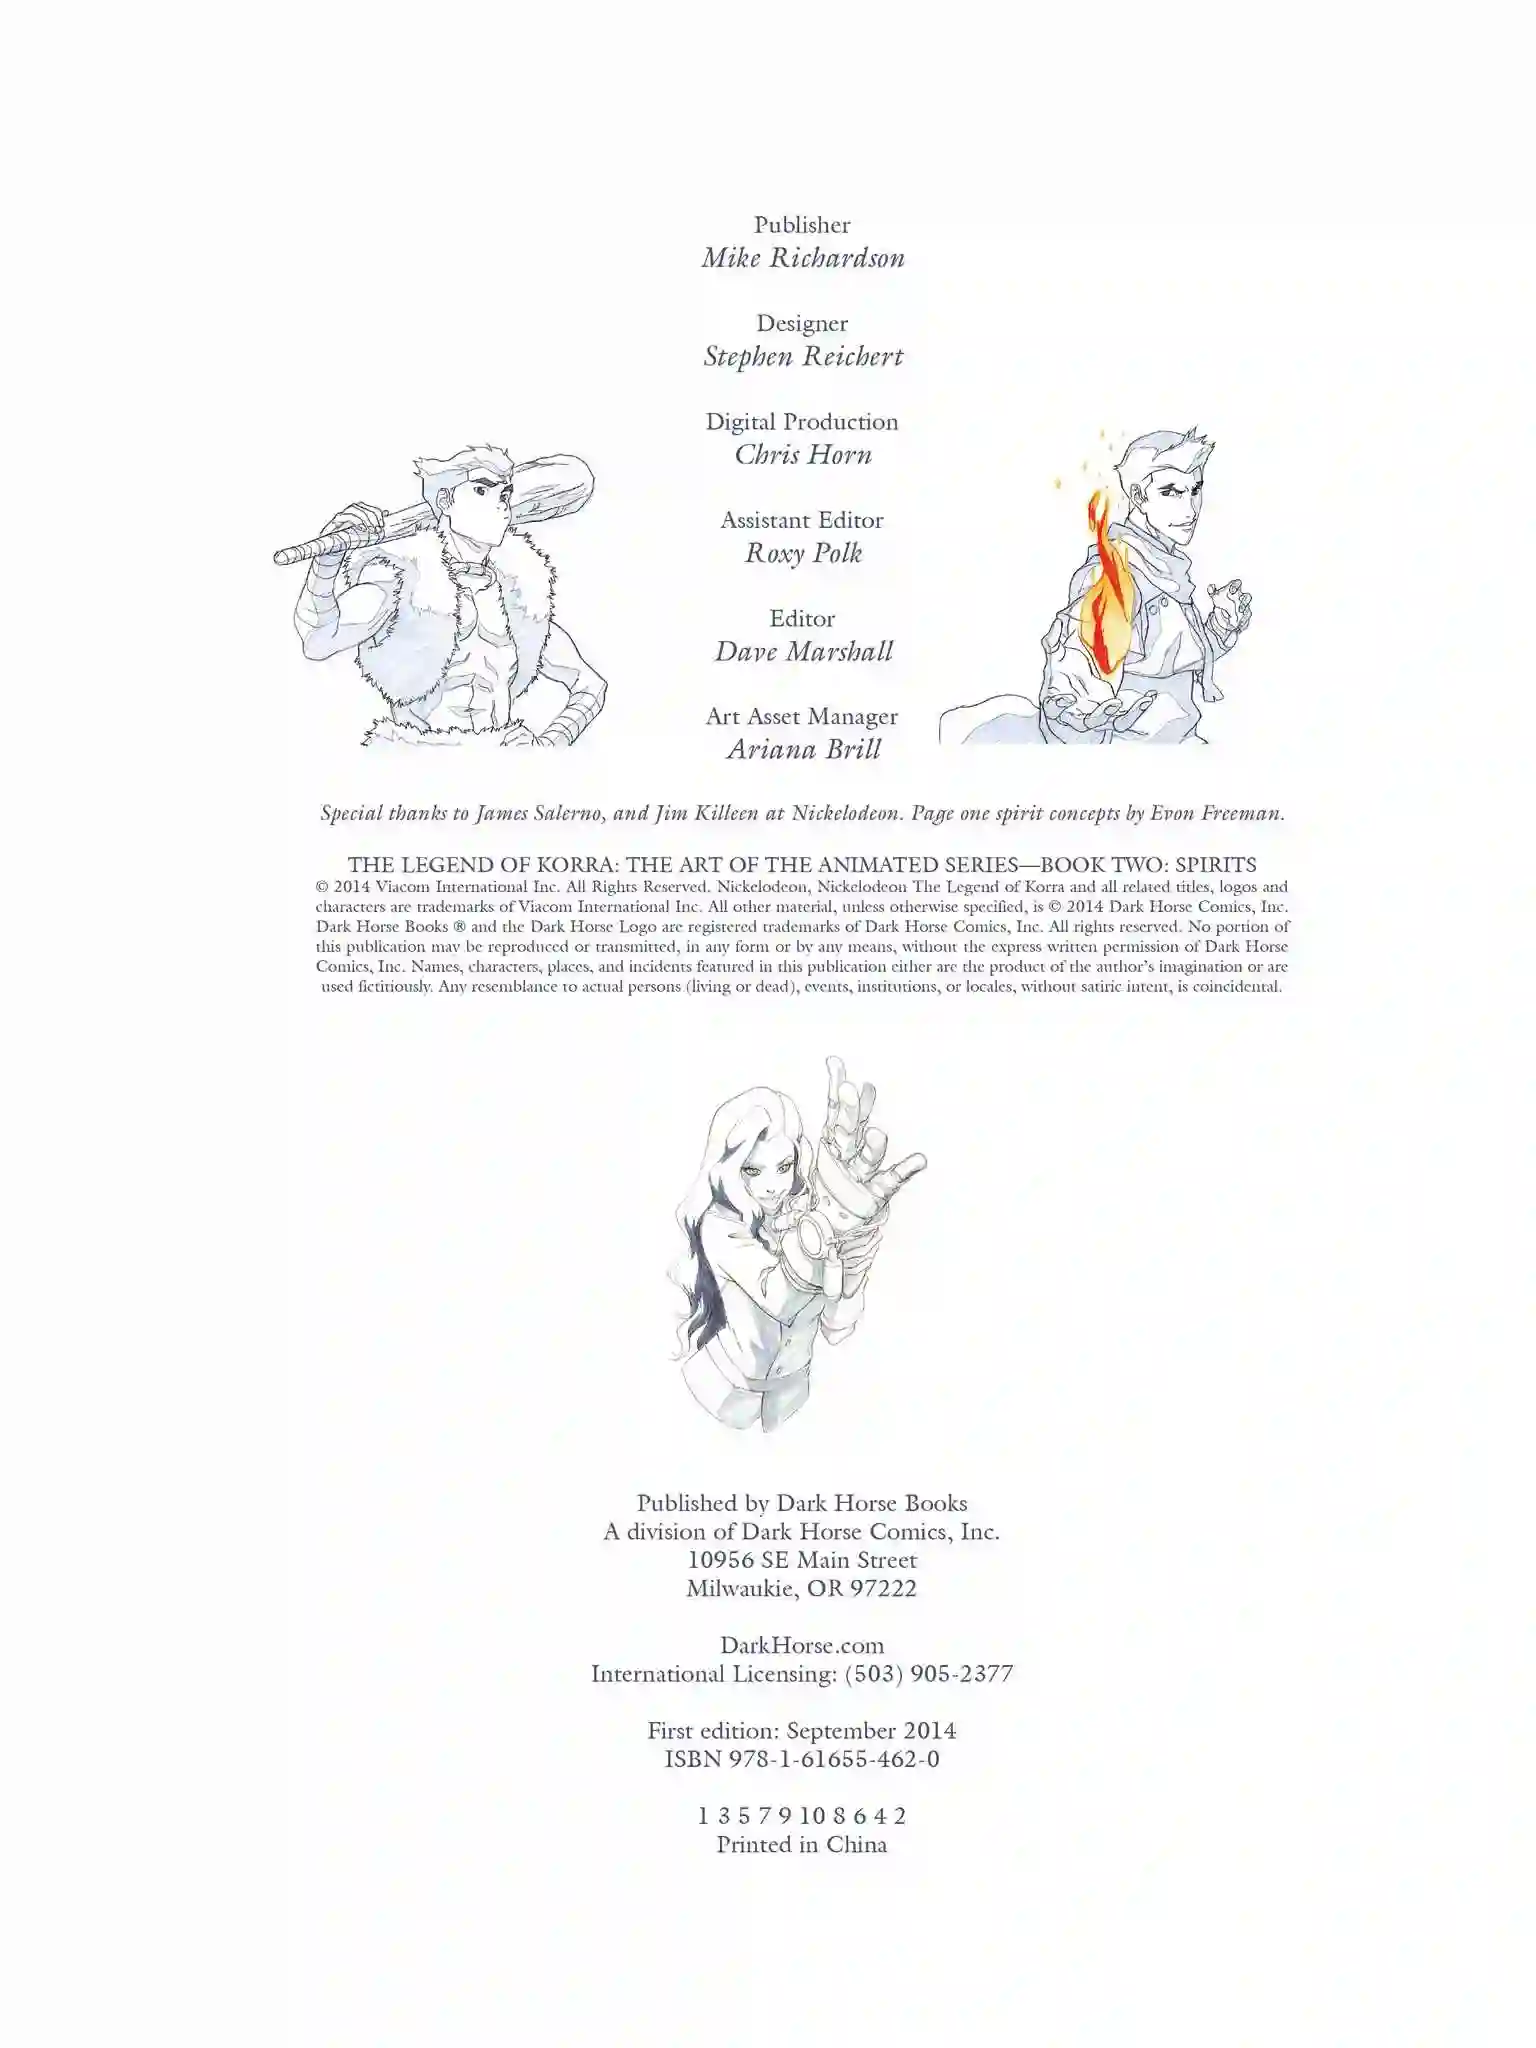 Publisher
Mike Richardson
Designer
Stephen Reichert
Digital Production
Chris Horn
Assistant Editor
Roxy Polk
Editor
Dave Marshall
Art Asset Manager
Ariana Brill
Special thanks to James Salerno, and Jim Killeen at Nickelodeon. Page one spirit concepts by Evon Freeman.
THE LEGEND OF KORRA: THE ART OF THE ANIMATED SERIES—BOOK TWO: SPIRITS
© 2014 Viacom International Inc. All Rights Reserved. Nickelodeon, Nickelodeon The Legend of Korra and all related titles, logos and
characters are trademarks of Viacom International Inc. All other material, unless otherwise specified, is © 2014 Dark Horse Comics, Inc.
Dark Horse Books ® and the Dark Horse Logo are registered trademarks of Dark Horse Comics, Inc. All rights reserved. No portion of
this publication may be reproduced or transmitted, in any form or by any means, without the express written permission of Dark Horse
Comics, Inc. Names, characters, places, and incidents featured in this publication either are the product of the author's imagination or are
used fictitiously. Any resemblance to actual persons (living or dead), events, institutions, or locales, without satiric intent, is coincidental.
Published by Dark Horse Books
A division of Dark Horse Comics, Inc.
10956 SE Main Street
Milwaukie, OR 97222
DarkHorse.com
International Licensing: (503) 905-2377
First edition: September 2014
ISBN 978-1-61655-462-0
1 3 5 7 9 10 8 6 4 2
Printed in China